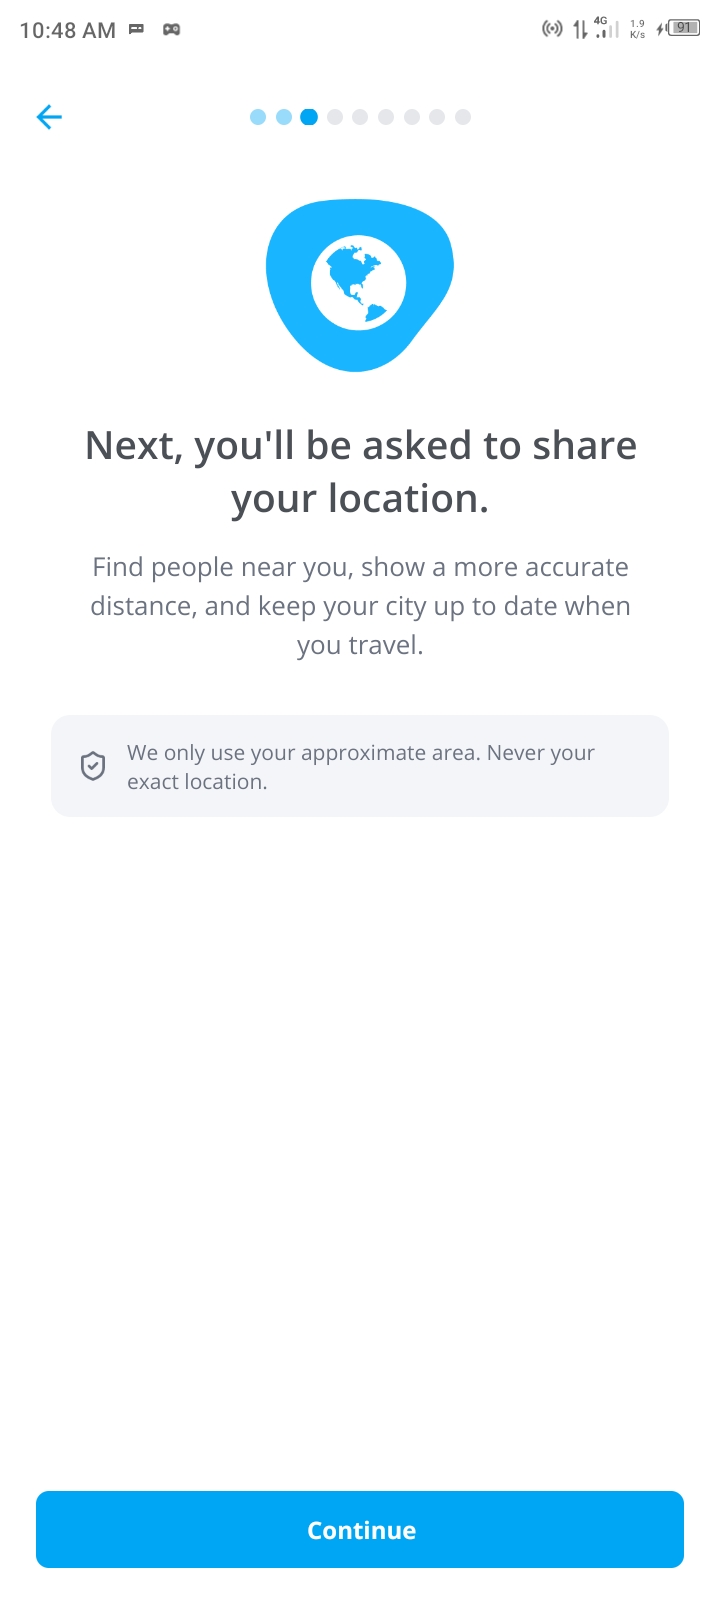 10:48 AM
4G
1.9
K/s
91
Next, you'll be asked to share
your location.
Find people near you, show a more accurate
distance, and keep your city up to date when
you travel.
We only use your approximate area. Never your
exact location.
Continue